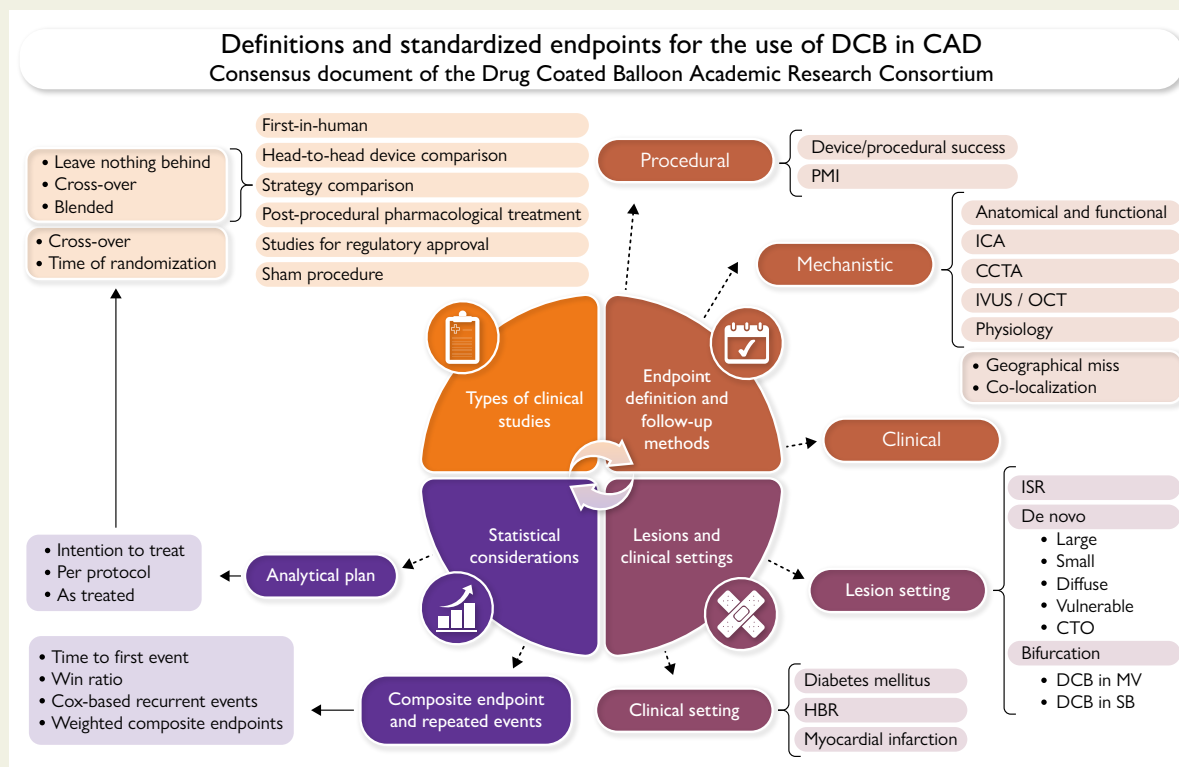 Definitions and standardized endpoints for the use of DCB in CAD
Consensus document of the Drug Coated Balloon Academic Research Consortium
• Leave nothing behind
• Cross-over
• Blended
• Cross-over
• Time of randomization
First-in-human
Head-to-head device comparison
Strategy comparison
Post-procedural pharmacological treatment
Studies for regulatory approval
Sham procedure
Procedural
Device/procedural success
PMI
Mechanistic
Anatomical and functional
ICA
CCTA
IVUS / OCT
Physiology
• Geographical miss
• Co-localization
Types of clinical
studies
Endpoint
definition and
follow-up
methods
Clinical
Statistical
considerations
Lesions and
clinical settings
• Intention to treat
• Per protocol
• As treated
Analytical plan
Lesion setting
ISR
De novo
• Large
• Small
• Diffuse
• Vulnerable
• CTO
Bifurcation
• DCB in MV
• DCB in SB
• Time to first event
• Win ratio
• Cox-based recurrent events
• Weighted composite endpoints
Composite endpoint
and repeated events
Clinical setting
Diabetes mellitus
HBR
Myocardial infarction